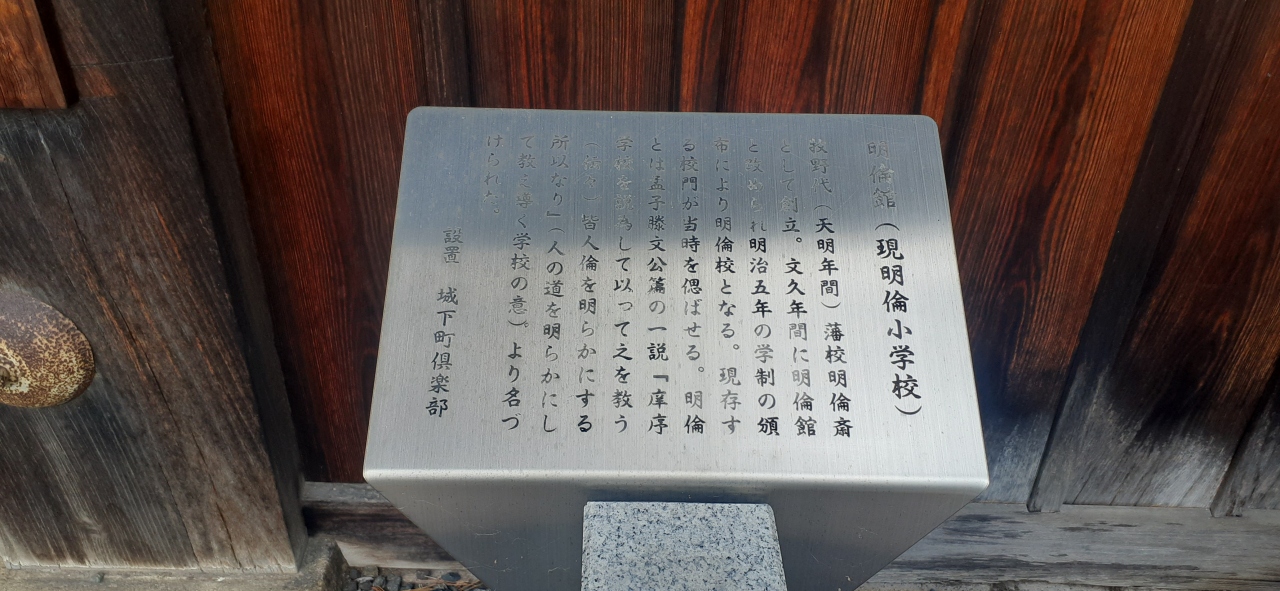 明倫館（現明倫小学校）
牧野代（天明年間）藩校明倫斎
として創立。文久年間に明倫館
と改められ明治五年の学制の頒
布により明倫校となる。現存す
る校門が当時を偲ばせる。明倫
とは孟子滕文公篇の一説『庠序
学校を為して以って之を教う
皆人倫を明らかにする
所以なり』（人の道を明らかにし
て教え導く学校の意）。より名づ
けられた。
設置 城下町倶楽部